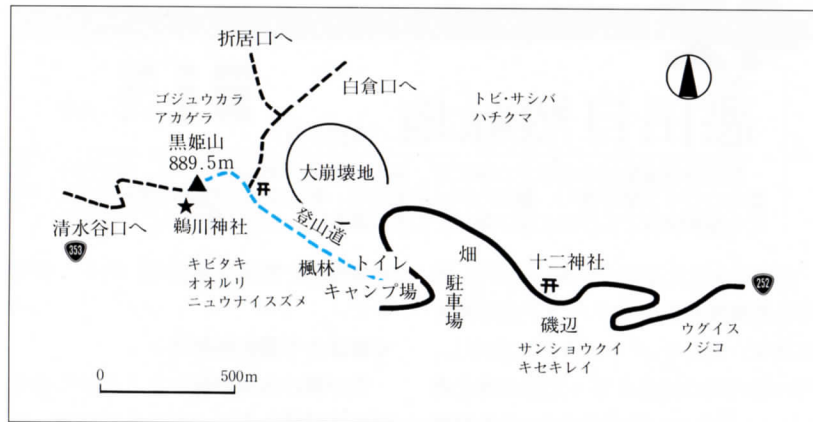 折居口へ
白倉口へ
ゴジュウカラ
アカゲラ
トビ・サシバ
ハチクマ
黒姫山
889.5m
大崩壊地
清水谷口へ
353
鵜川神社
登山道
キビタキ
オオルリ
ニュウナイスズメ
楓林
トイレ
キャンプ場
畑
駐車場
十二神社
252
磯辺
サンショウクイ
キセキレイ
ウグイス
ノジコ
0 500m